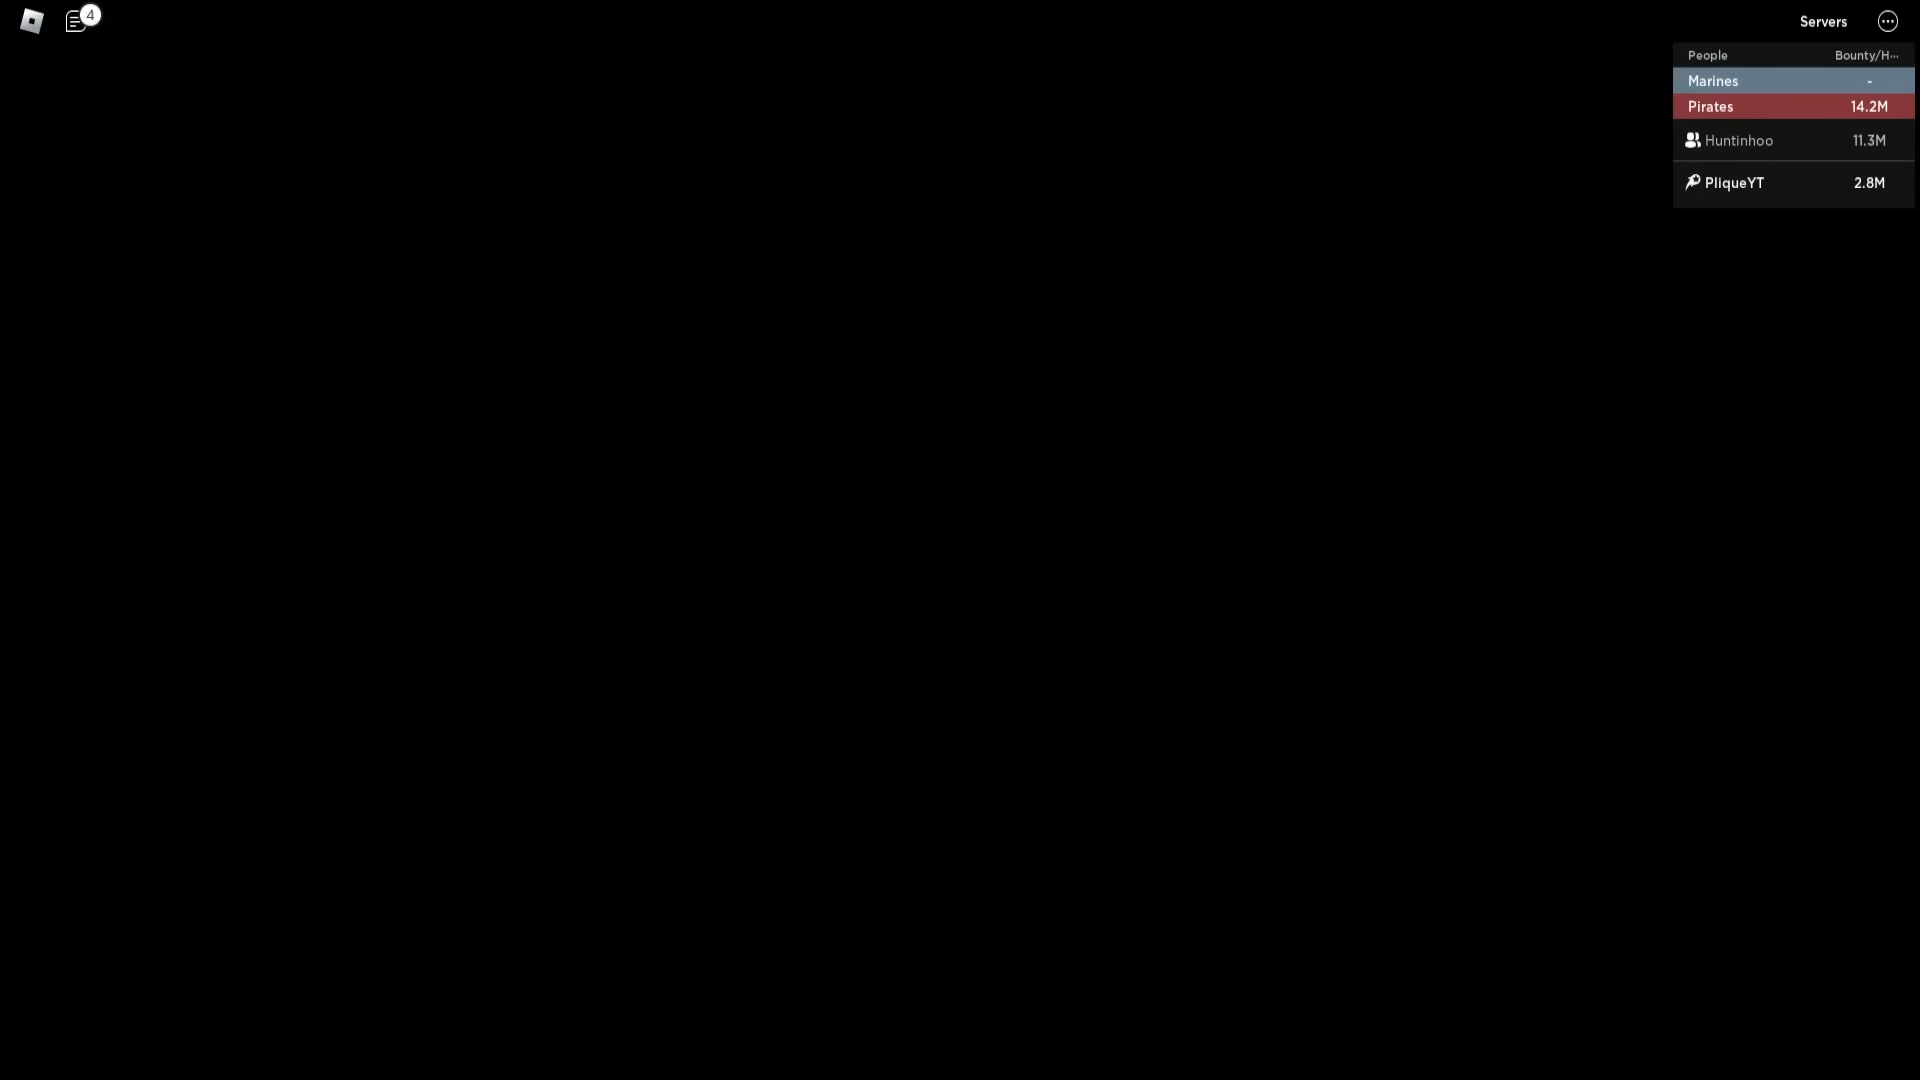 4
Servers
People Bounty/H...
Marines -
Pirates 14.2M
Huntinhoo 11.3M
PliqueYT 2.8M